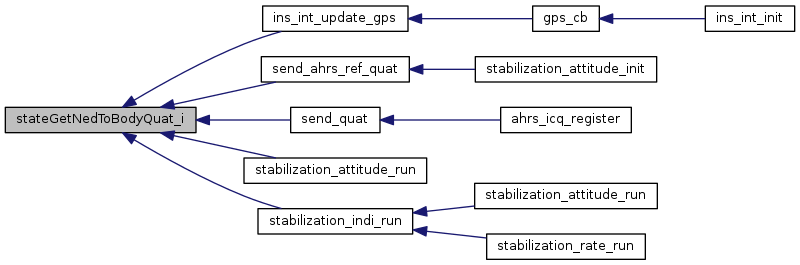 ins_int_update_gps
gps_cb
ins_int_init
send_ahrs_ref_quat
stabilization_attitude_init
stateGetNedToBodyQuat_i
send_quat
ahrs_icq_register
stabilization_attitude_run
stabilization_attitude_run
stabilization_indi_run
stabilization_rate_run